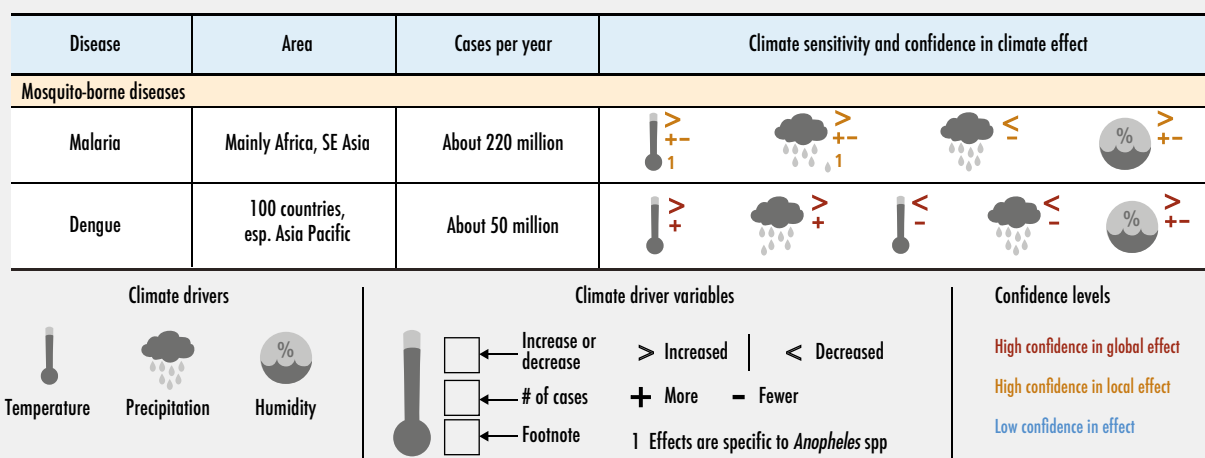 Disease Area Cases per year Climate sensitivity and confidence in climate effect
Mosquito-borne diseases
Malaria Mainly Africa, SE Asia About 220 million > +- 1 > +- 1 < - % > +-
Dengue 100 countries,
esp. Asia Pacific About 50 million > + > + < - < - % > +-
Climate drivers
%
Temperature Precipitation Humidity
Climate driver variables
Increase or
decrease
# of cases
Footnote
> Increased < Decreased
+ More - Fewer
1 Effects are specific to Anopheles spp
Confidence levels
High confidence in global effect
High confidence in local effect
Low confidence in effect